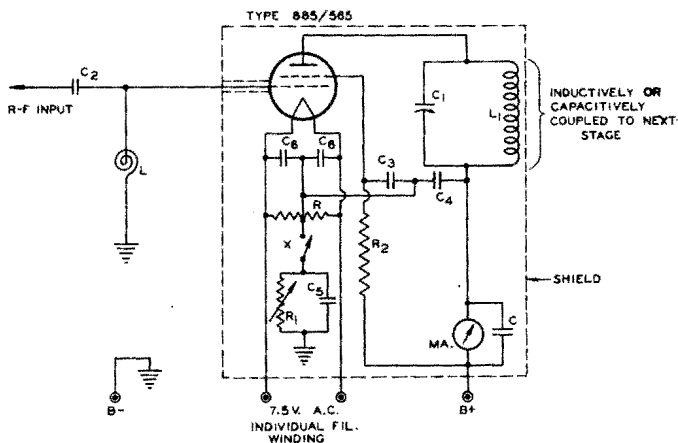 TYPE 885/565
C2
R-F INPUT
L
C6
C6
C1
L1
INDUCTIVELY OR
CAPACITIVELY
COUPLED TO NEXT
STAGE
C3
C4
R
R2
X
C5
R1
SHIELD
MA.
C
B-
7.5 V. A.C.
INDIVIDUAL FIL.
WINDING
B+